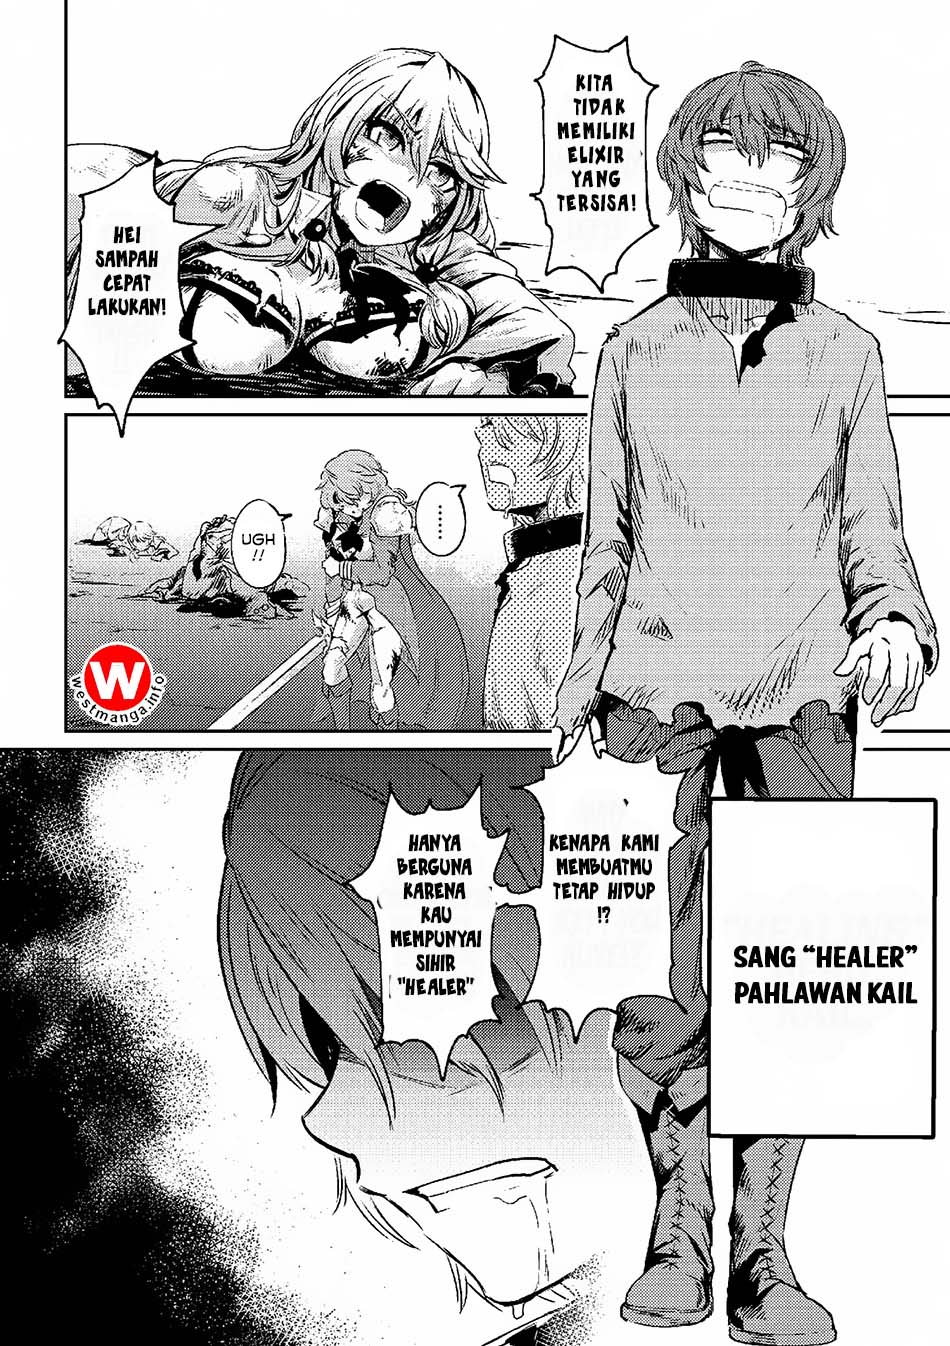 KITA
TIDAK
MEMILIKI
ELIXIR
YANG
TERSISA!
HEI
SAMPAH
CEPAT
LAKUKAN!
.......
UGH
!!
W
westmanga.info
KENAPA KAMI
MEMBUATMU
TETAP HIDUP
!?
HANYA
BERGUNA
KARENA
KAU
MEMPUNYAI
SIHIR
"HEALER"
SANG "HEALER"
PAHLAWAN KAIL